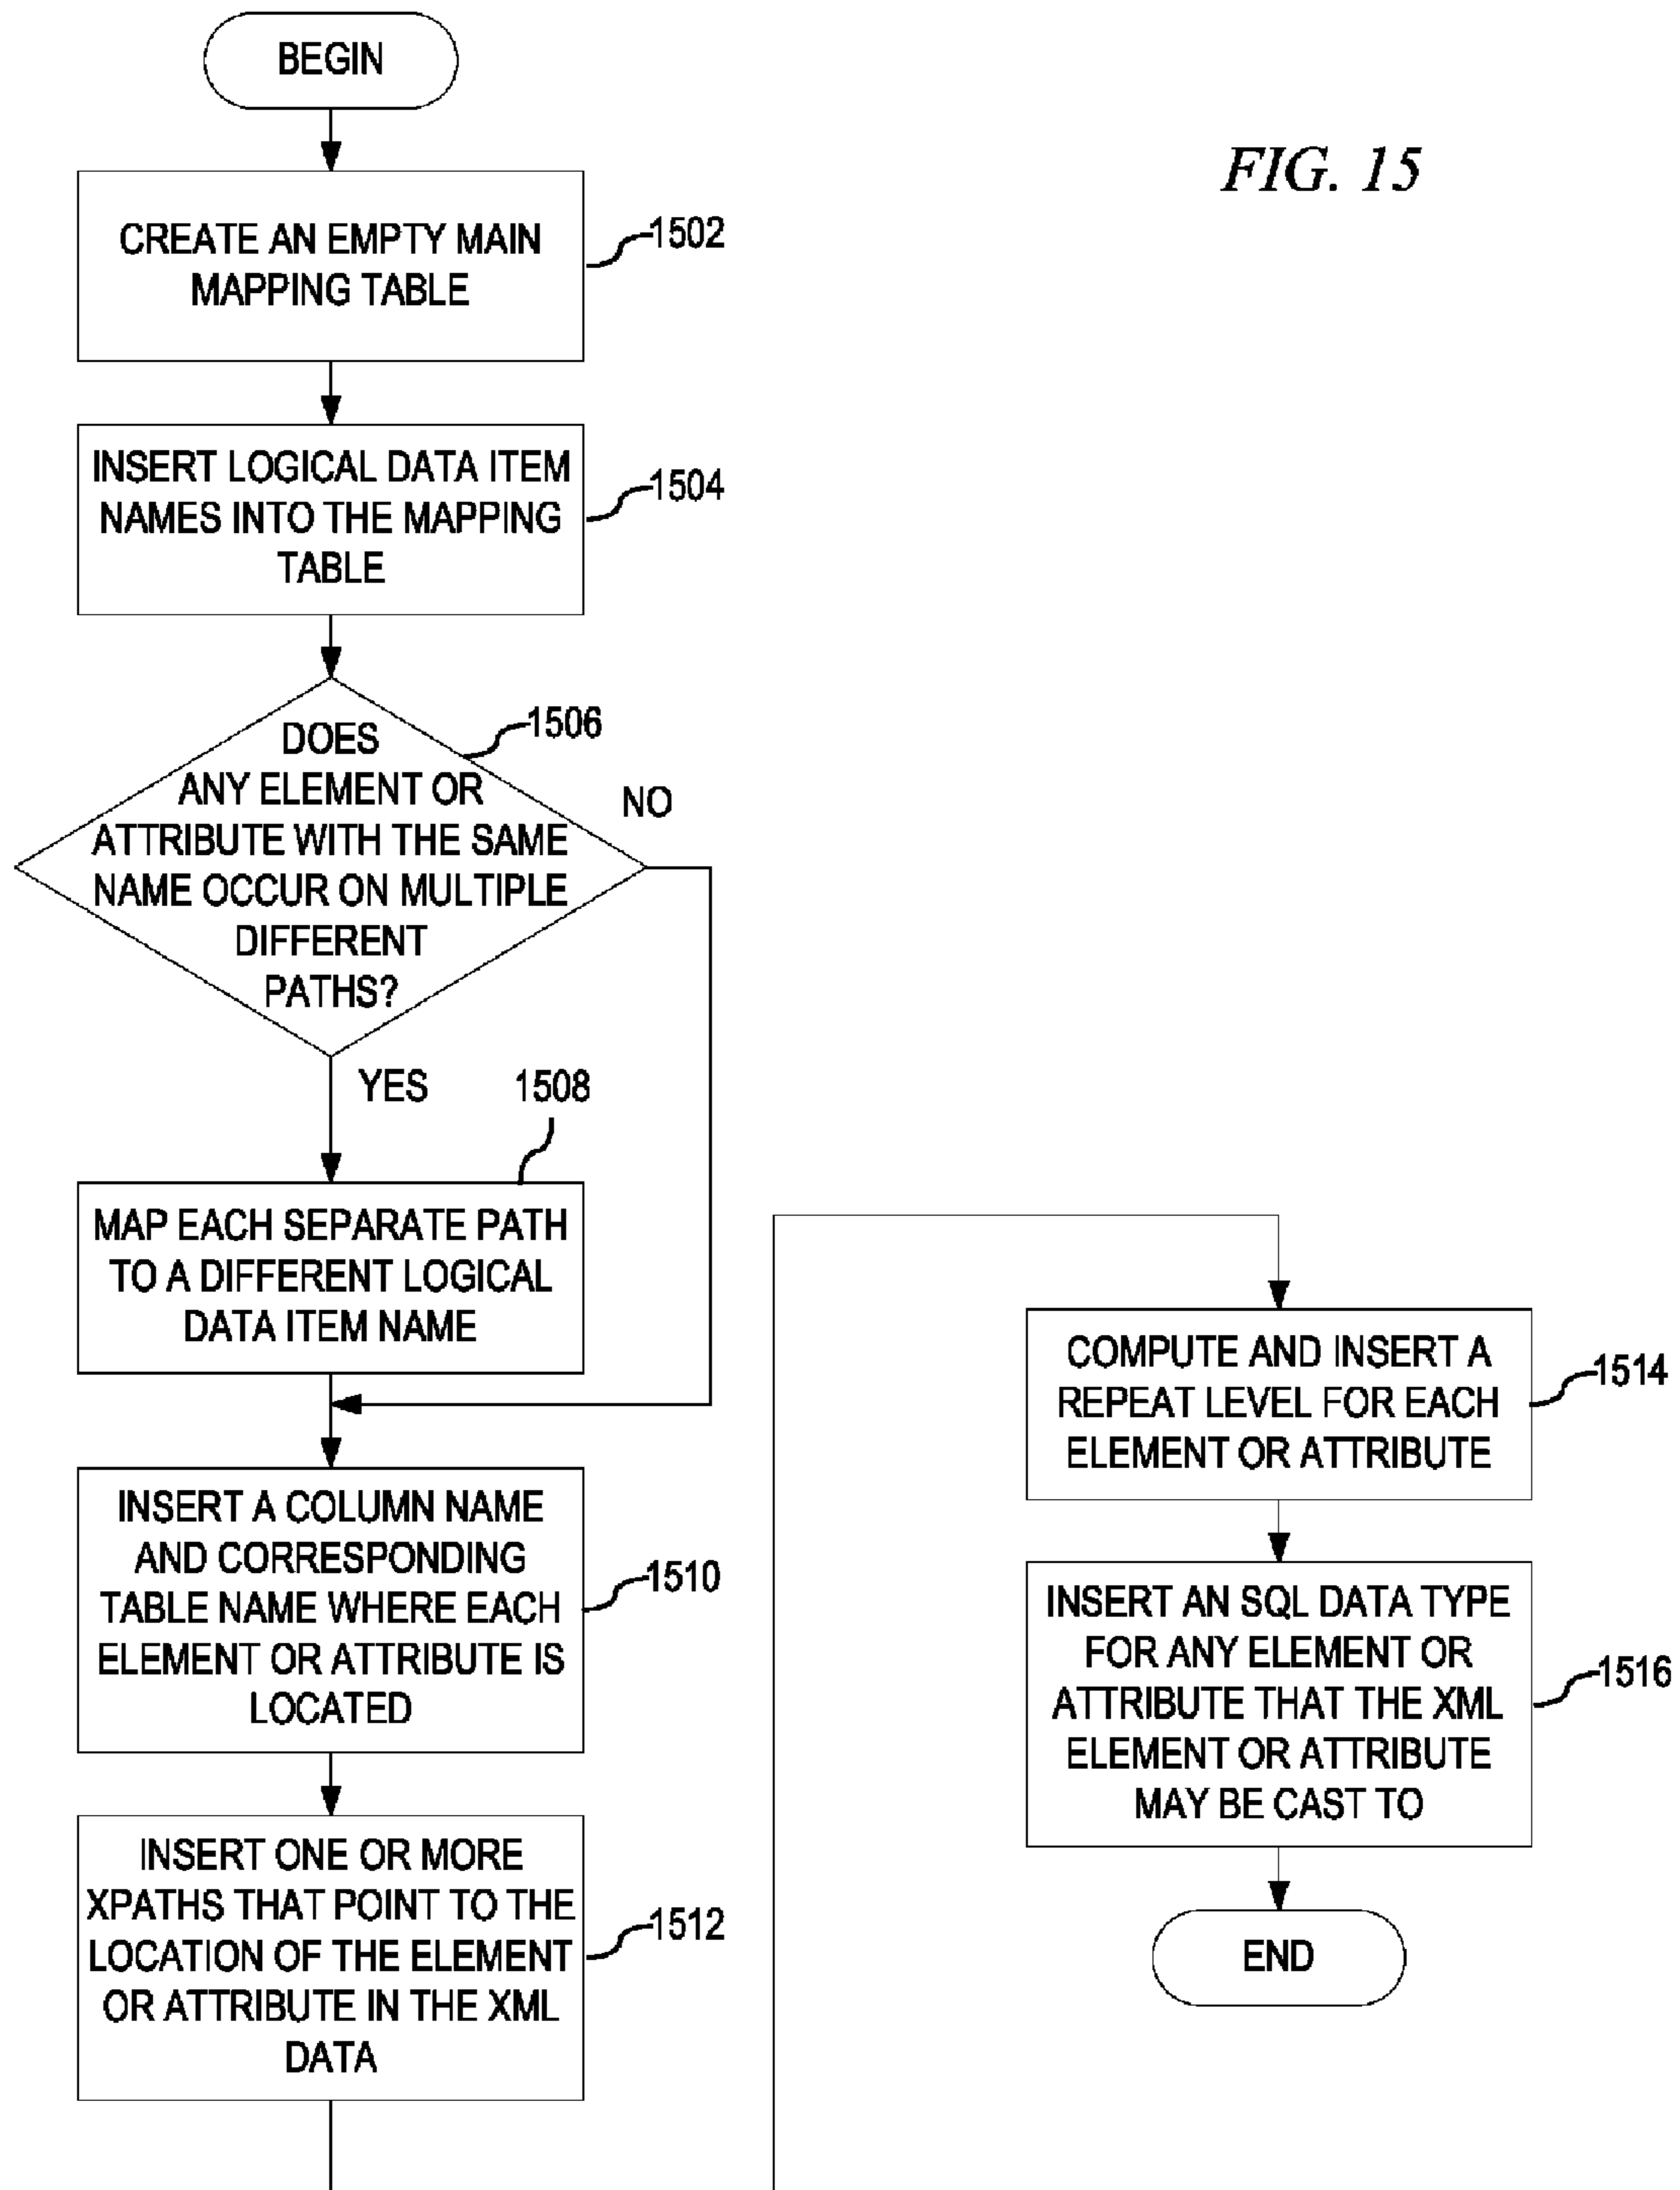 BEGIN
FIG. 15
CREATE AN EMPTY MAIN
MAPPING TABLE
1502
INSERT LOGICAL DATA ITEM
NAMES INTO THE MAPPING
TABLE
1504
DOES
ANY ELEMENT OR
ATTRIBUTE WITH THE SAME
NAME OCCUR ON MULTIPLE
DIFFERENT
PATHS?
1506
NO
YES
1508
MAP EACH SEPARATE PATH
TO A DIFFERENT LOGICAL
DATA ITEM NAME
INSERT A COLUMN NAME
AND CORRESPONDING
TABLE NAME WHERE EACH
ELEMENT OR ATTRIBUTE IS
LOCATED
1510
INSERT ONE OR MORE
XPATHS THAT POINT TO THE
LOCATION OF THE ELEMENT
OR ATTRIBUTE IN THE XML
DATA
1512
COMPUTE AND INSERT A
REPEAT LEVEL FOR EACH
ELEMENT OR ATTRIBUTE
1514
INSERT AN SQL DATA TYPE
FOR ANY ELEMENT OR
ATTRIBUTE THAT THE XML
ELEMENT OR ATTRIBUTE
MAY BE CAST TO
1516
END